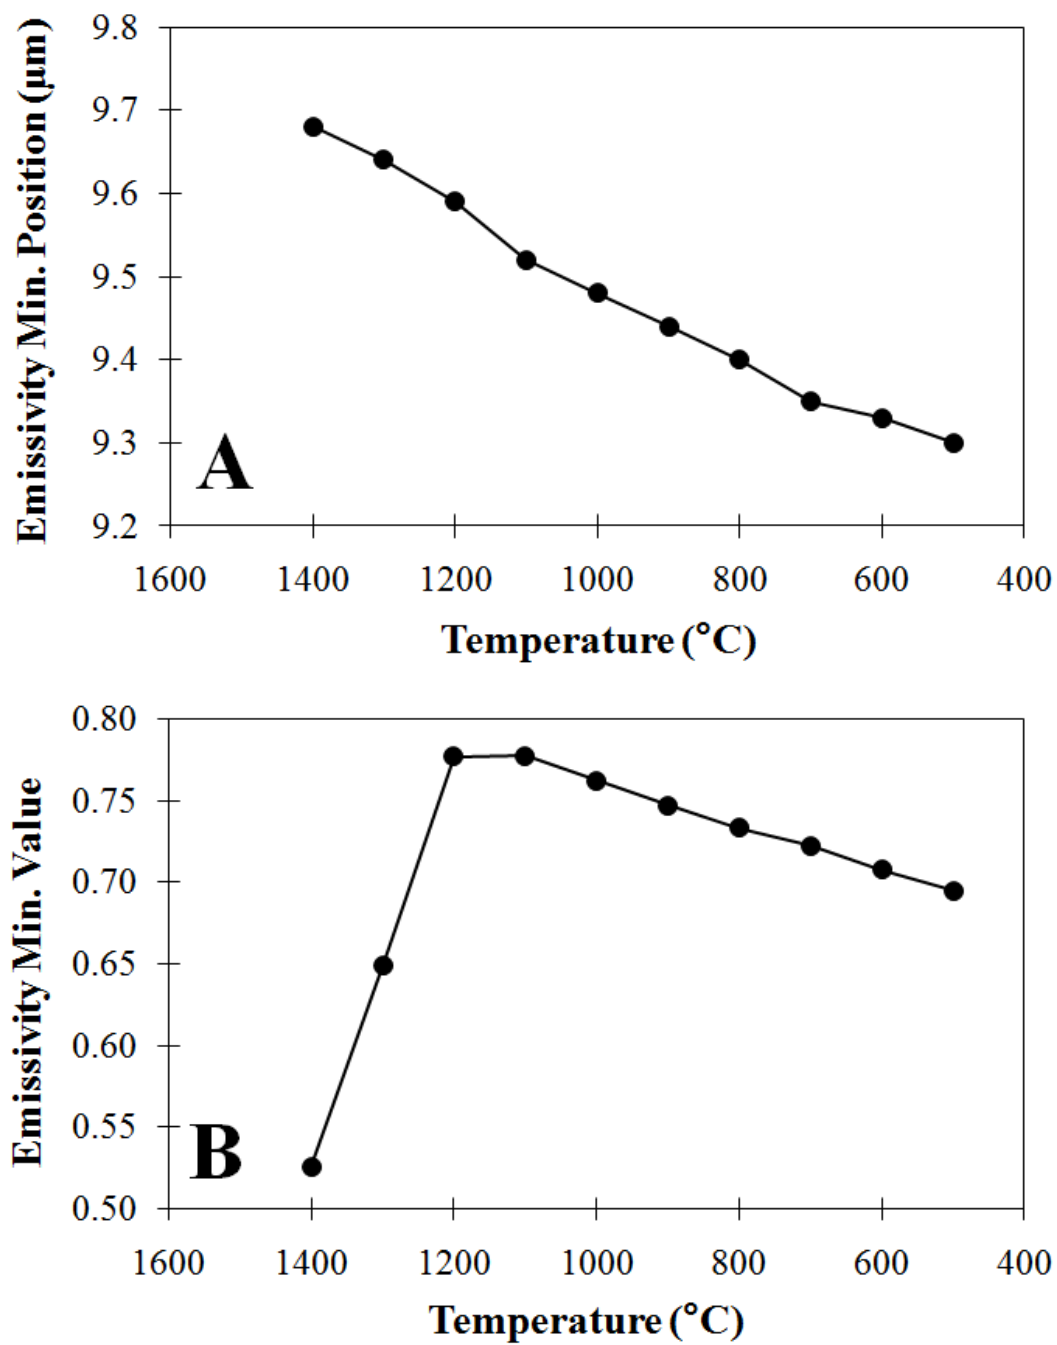 Emissivity Min. Position (µm)
9.8
9.7
9.6
9.5
9.4
9.3
9.2
A
1600 1400 1200 1000 800 600 400
Temperature (°C)
Emissivity Min. Value
0.80
0.75
0.70
0.65
0.60
0.55
0.50
B
1600 1400 1200 1000 800 600 400
Temperature (°C)